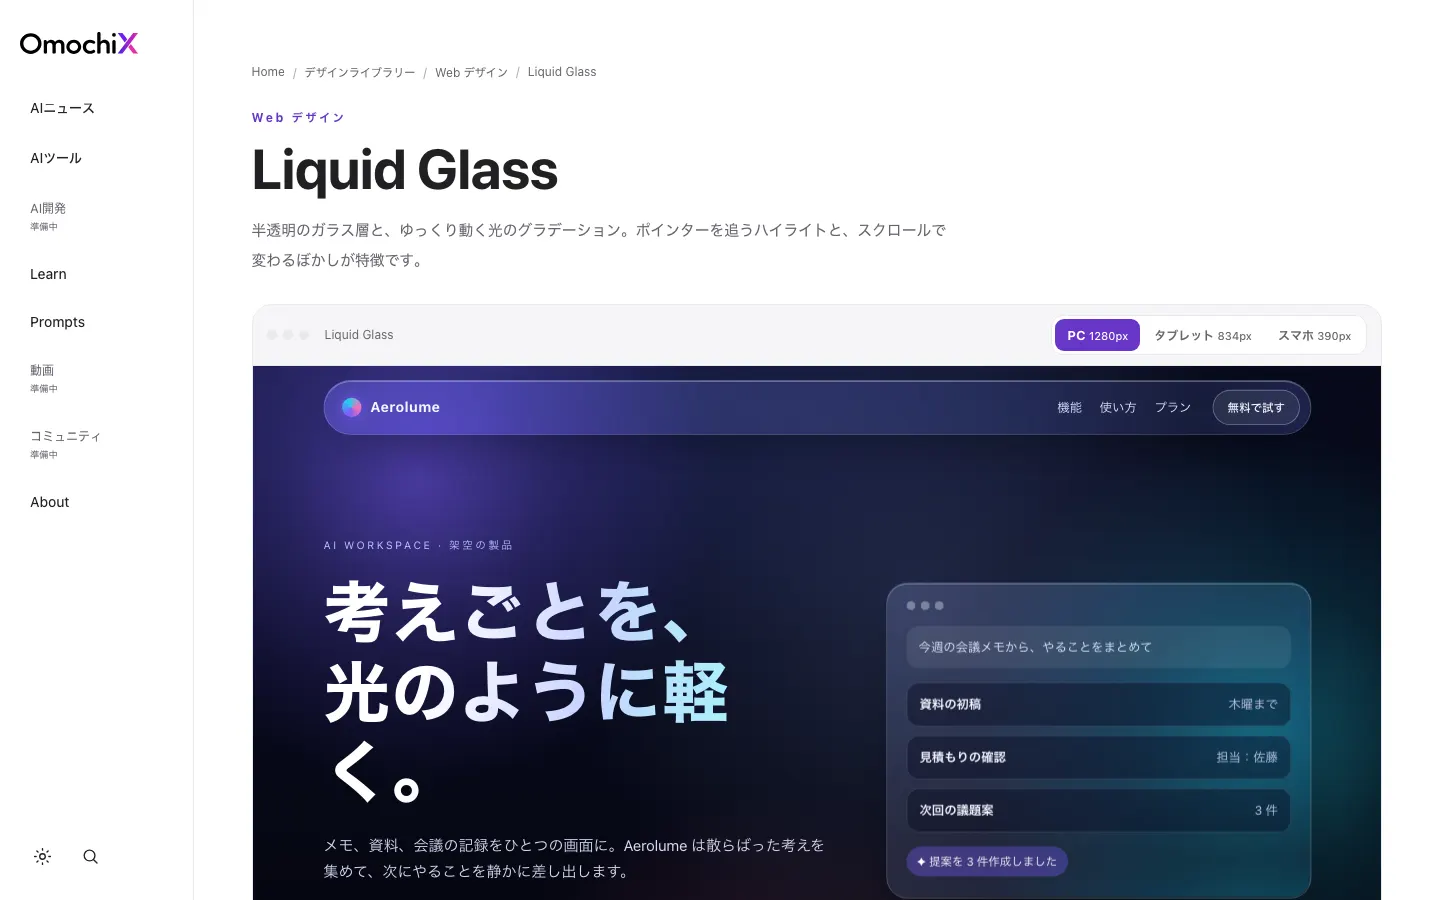 OmochiX
AIニュース
AIツール
AI開発
準備中
Learn
Prompts
動画
準備中
コミュニティ
準備中
About
Home / デザインライブラリー / Web デザイン / Liquid Glass
Web デザイン
Liquid Glass
半透明のガラス層と、ゆっくり動く光のグラデーション。ポインターを追うハイライトと、スクロールで
変わるぼかしが特徴です。
Liquid Glass
PC 1280px タブレット 834px スマホ 390px
Aerolume
機能 使い方 プラン 無料で試す
AI WORKSPACE · 架空の製品
考えごとを、
光のように軽
く。
メモ、資料、会議の記録をひとつの画面に。Aerolume は散らばった考えを
集めて、次にやることを静かに差し出します。
今週の会議メモから、やることをまとめて
資料の初稿 木曜まで
見積もりの確認 担当：佐藤
次回の議題案 3 件
✦ 提案を 3 件作成しました